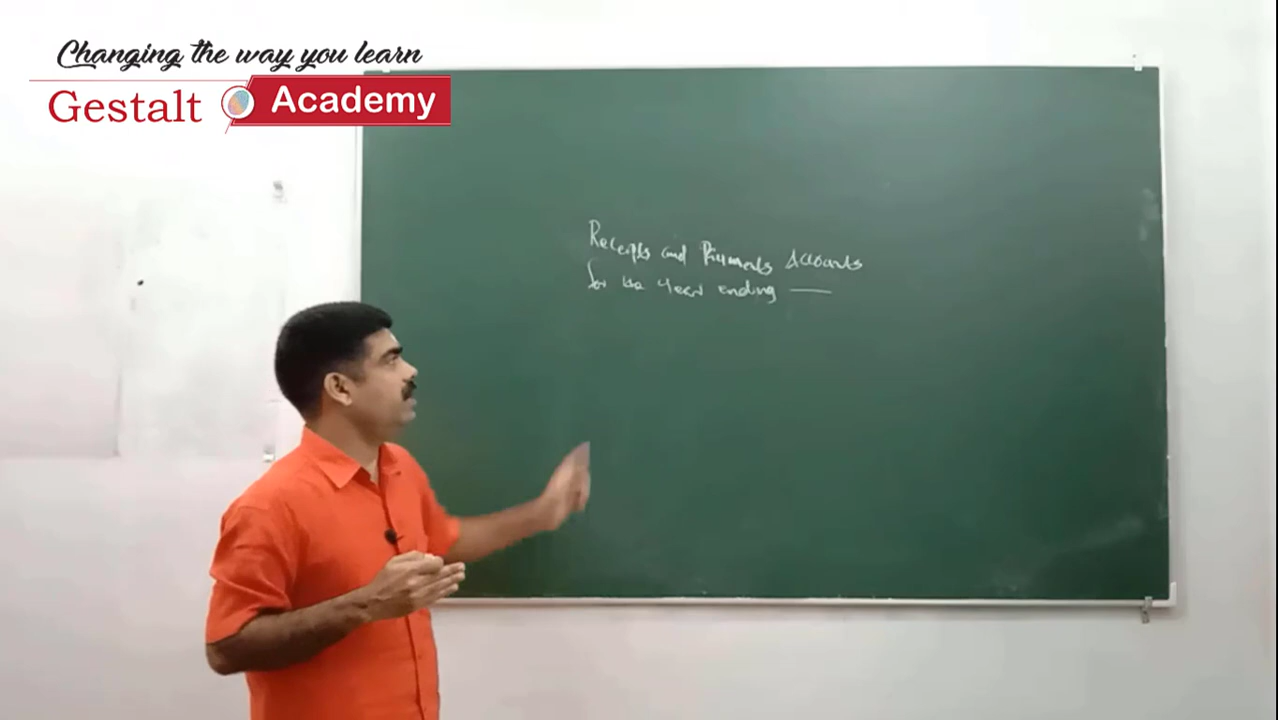 Changing the way you learn
Gestalt Academy
Receipts and Payments Accounts
for the Year ending —